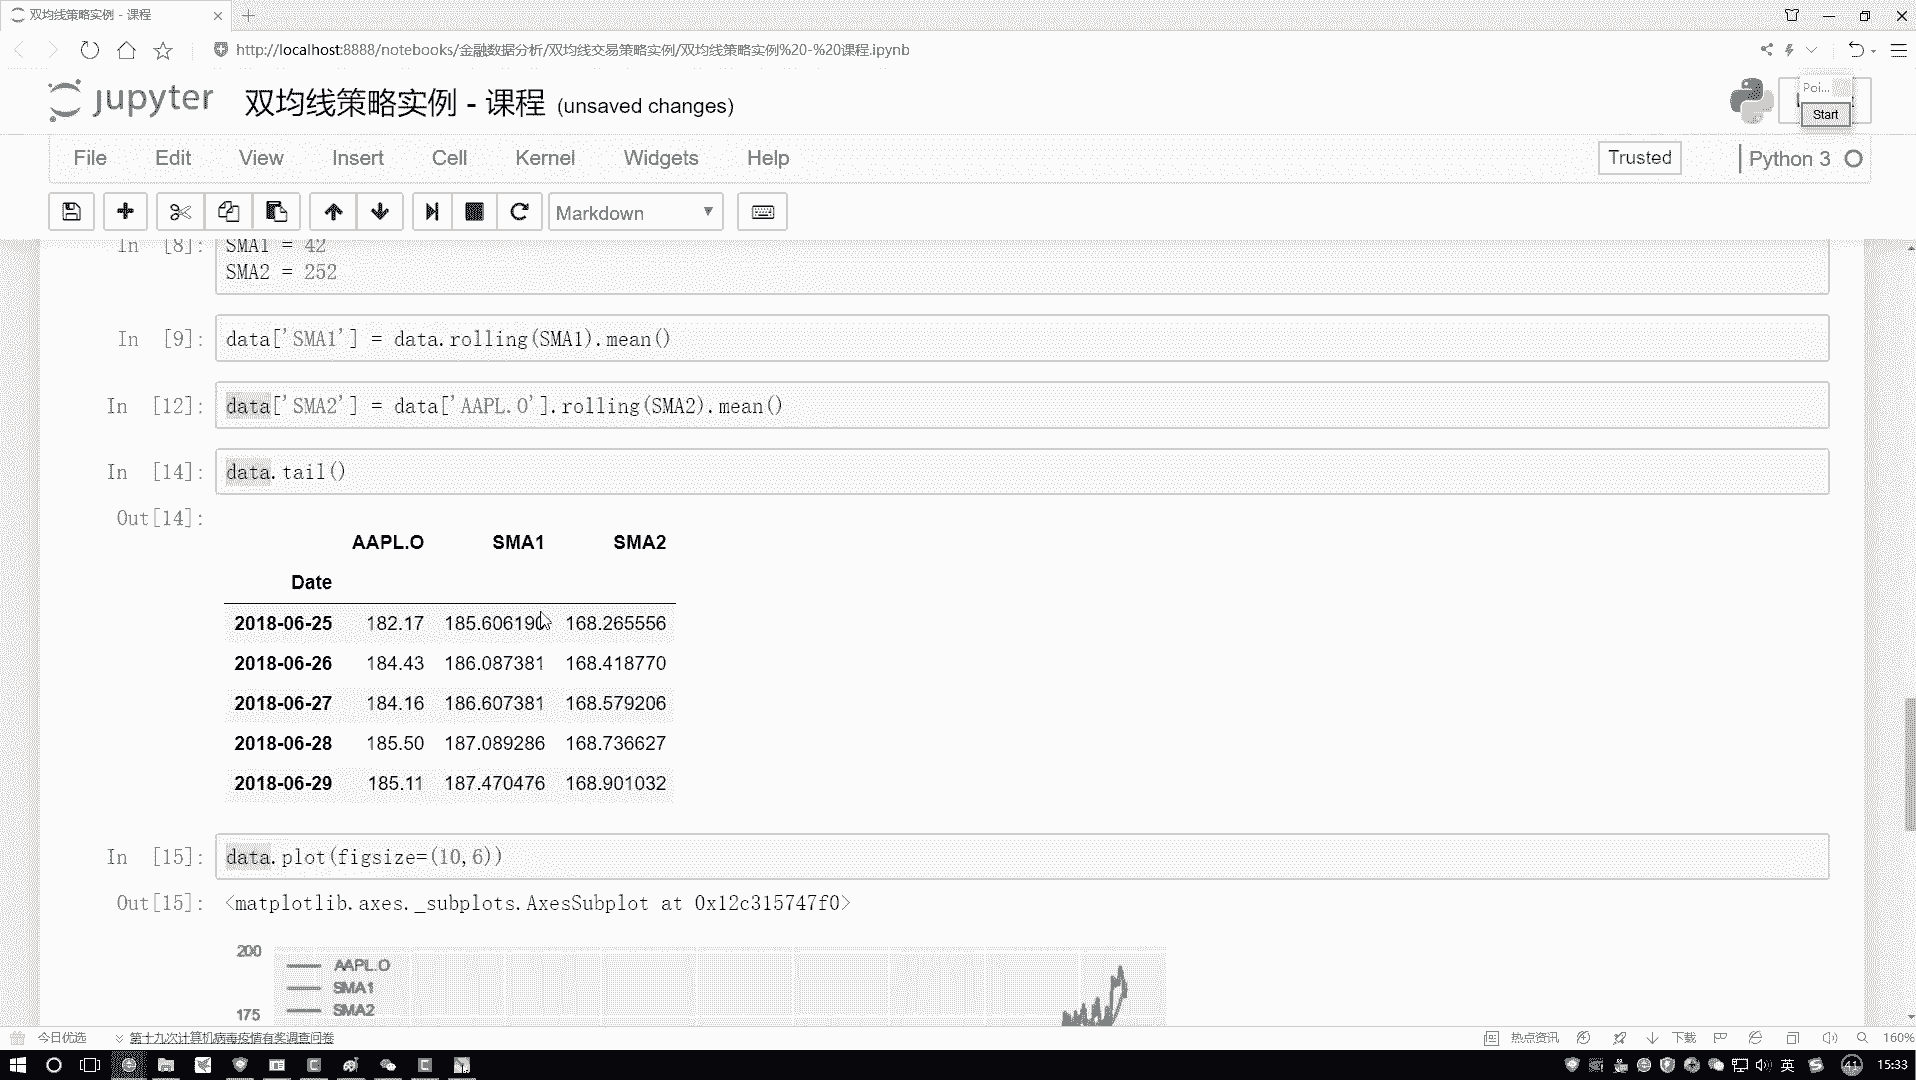 双均线策略实例 - 课程
http://localhost:8888/notebooks/金融数据分析/双均线交易策略实例/双均线策略实例%20-%20课程.ipynb
jupyter 双均线策略实例 - 课程 (unsaved changes)
Poi...
Start
File Edit View Insert Cell Kernel Widgets Help Trusted Python 3
Markdown
In [8]: SMA1 = 42
SMA2 = 252
In [9]: data['SMA1'] = data.rolling(SMA1).mean()
In [12]: data['SMA2'] = data['AAPL.O'].rolling(SMA2).mean()
In [14]: data.tail()
Out[14]:
AAPL.O SMA1 SMA2
Date
2018-06-25 182.17 185.606190 168.265556
2018-06-26 184.43 186.087381 168.418770
2018-06-27 184.16 186.607381 168.579206
2018-06-28 185.50 187.089286 168.736627
2018-06-29 185.11 187.470476 168.901032
In [15]: data.plot(figsize=(10,6))
Out[15]: <matplotlib.axes._subplots.AxesSubplot at 0x12c315747f0>
200
AAPL.O
SMA1
SMA2
175
今日优选 第十九次计算机病毒疫情有奖调查问卷 热点资讯 下载 160%
英 41 15:33